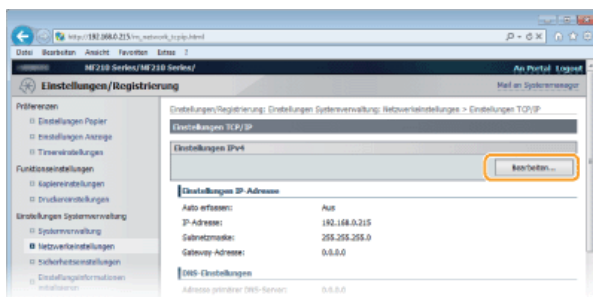 http://192.168.0.215/m_network_tcpip.html
Datei Bearbeiten Ansicht Favoriten Extras ?
MF210 Series/MF210 Series/ An Portal Logout
Einstellungen/Registrierung Mail an Systemmanager
Präferenzen
Einstellungen Papier
Einstellungen Anzeige
Timereinstellungen
Funktionseinstellungen
Kopiereinstellungen
Druckereinstellungen
Einstellungen Systemverwaltung
Systemverwaltung
Netzwerkeinstellungen
Sicherheitseinstellungen
Einstellungsinformationen
initialisieren
Einstellungen/Registrierung: Einstellungen Systemverwaltung: Netzwerkeinstellungen > Einstellungen TCP/IP
Einstellungen TCP/IP
Einstellungen IPv4
Bearbeiten...
Einstellungen IP-Adresse
Auto erfassen: Aus
IP-Adresse: 192.168.0.215
Subnetzmaske: 255.255.255.0
Gateway-Adresse: 0.0.0.0
DNS-Einstellungen
Adresse primärer DNS-Server: 0.0.0.0